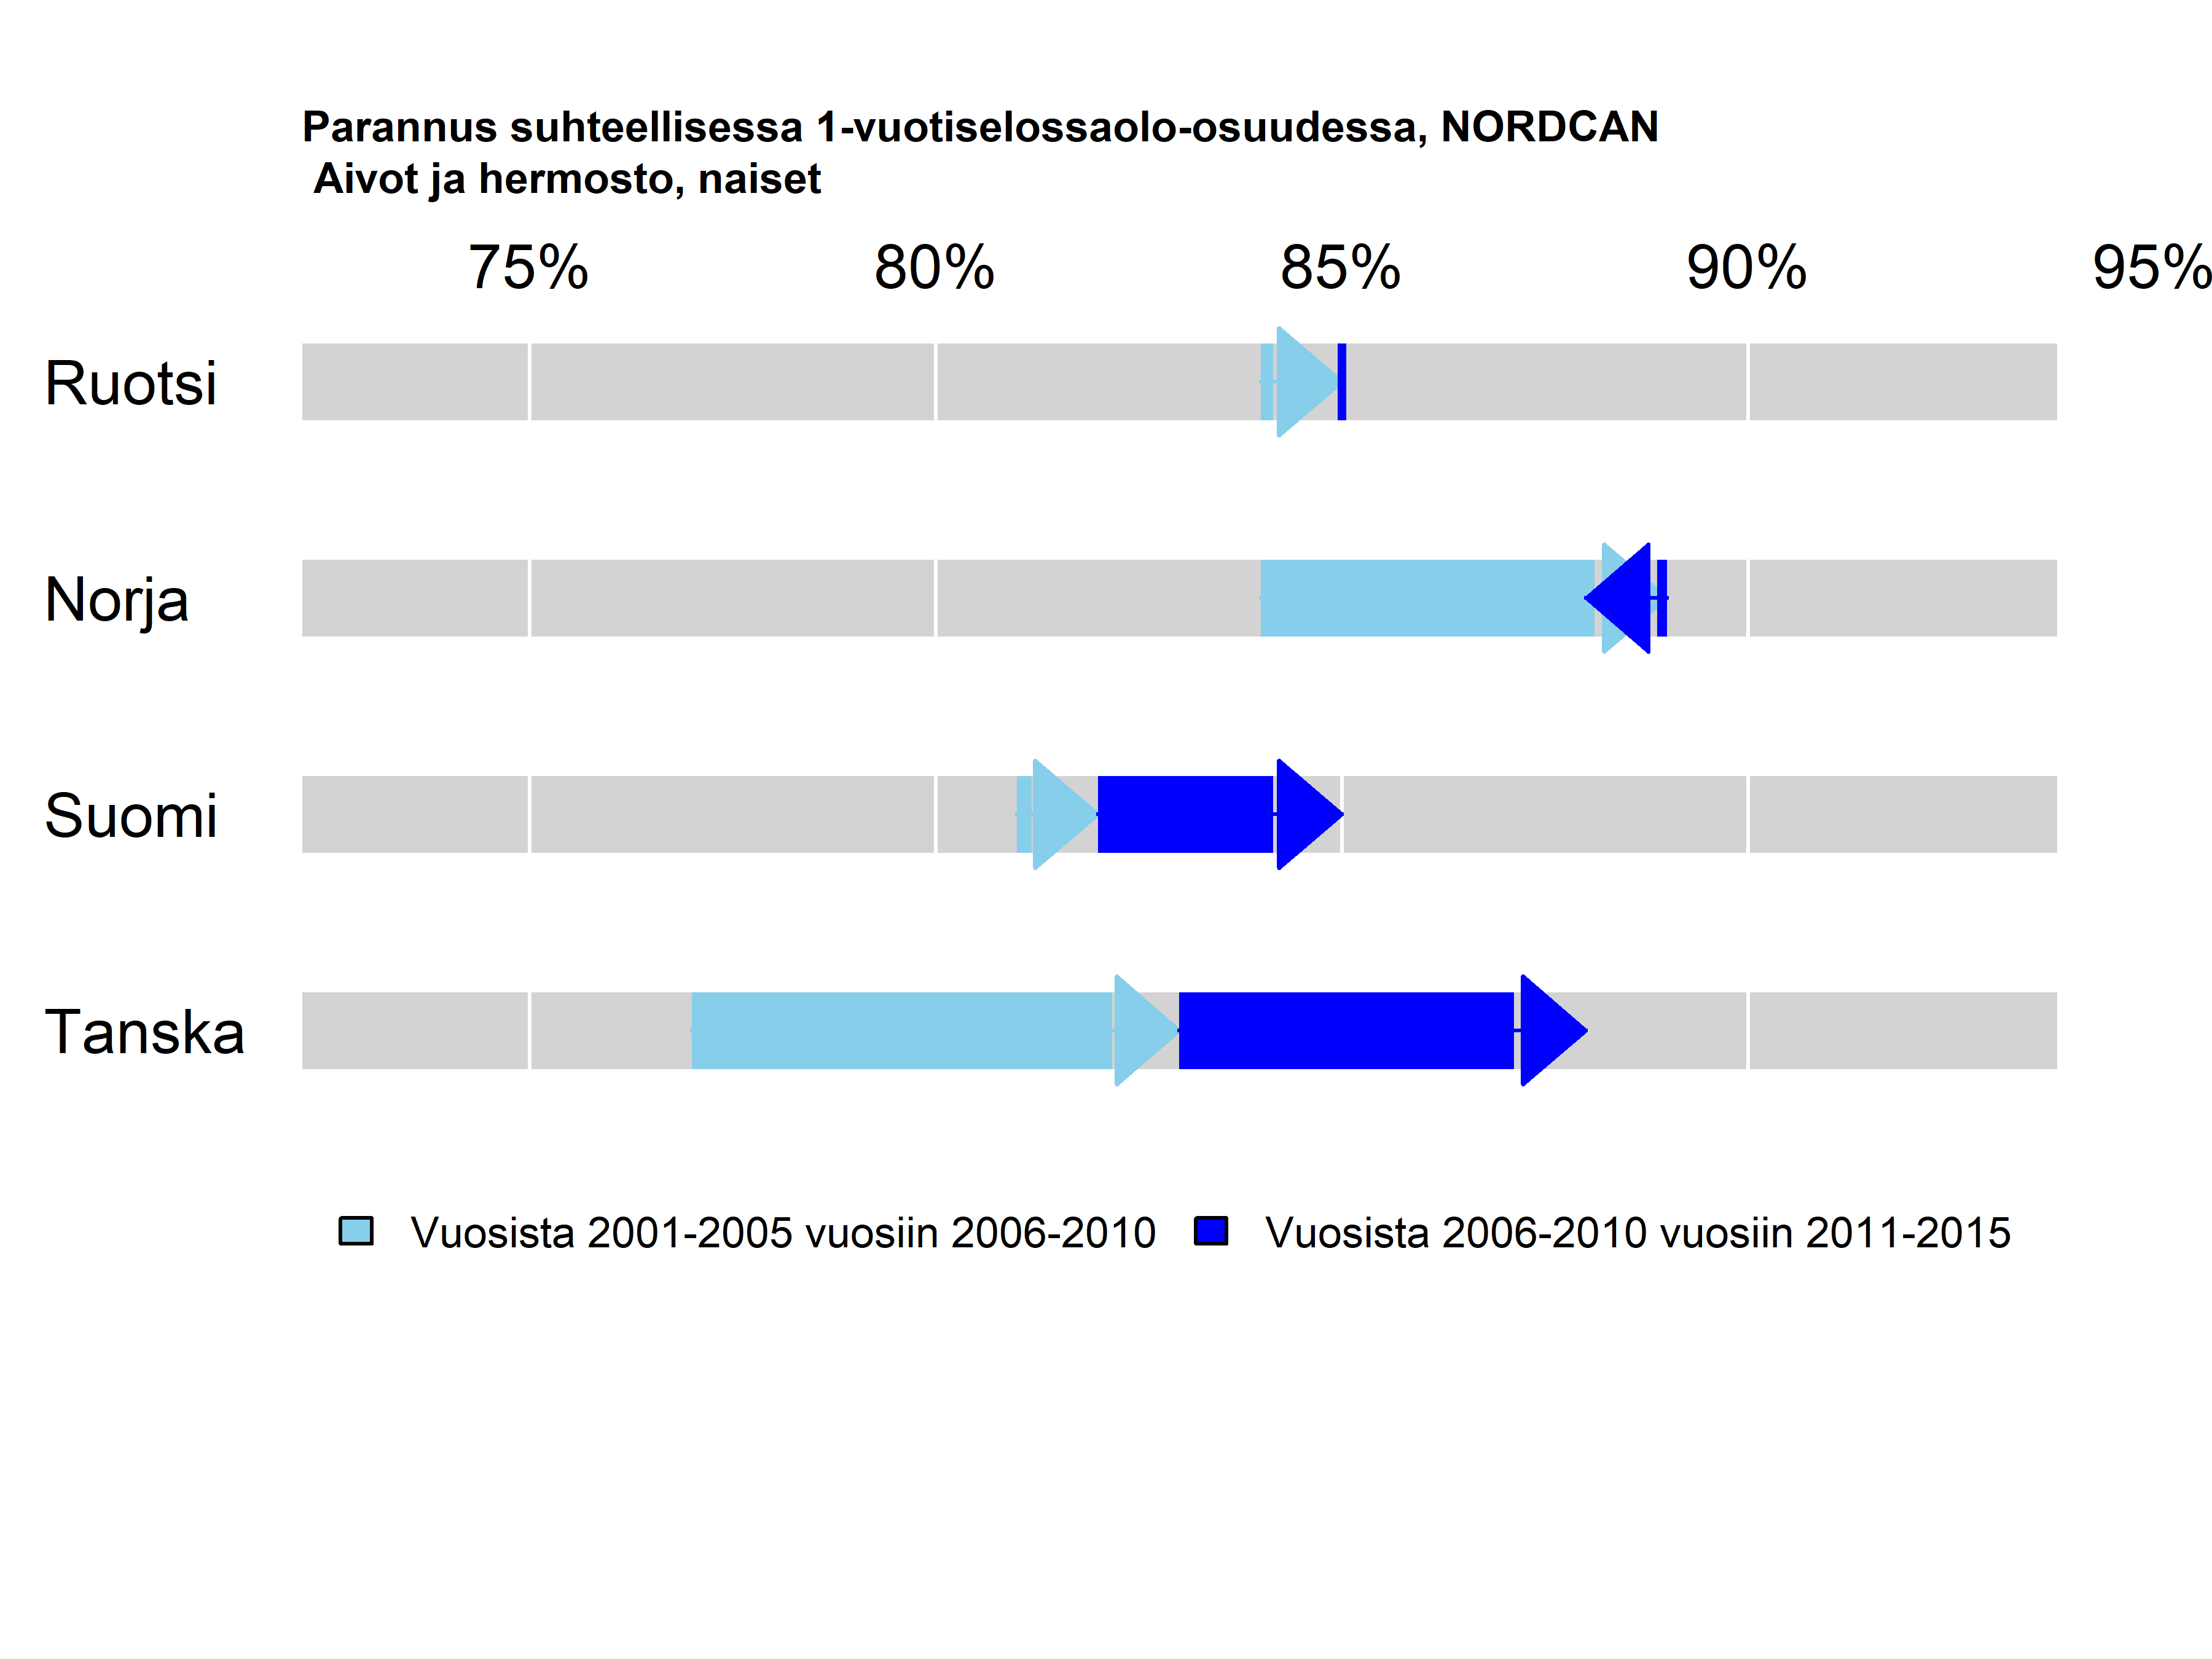 Parannus suhteellisessa 1-vuotiselossaolo-osuudessa, NORDCAN
Aivot ja hermosto, naiset
75% 80% 85% 90% 95%
Ruotsi
Norja
Suomi
Tanska
Vuosista 2001-2005 vuosiin 2006-2010 Vuosista 2006-2010 vuosiin 2011-2015